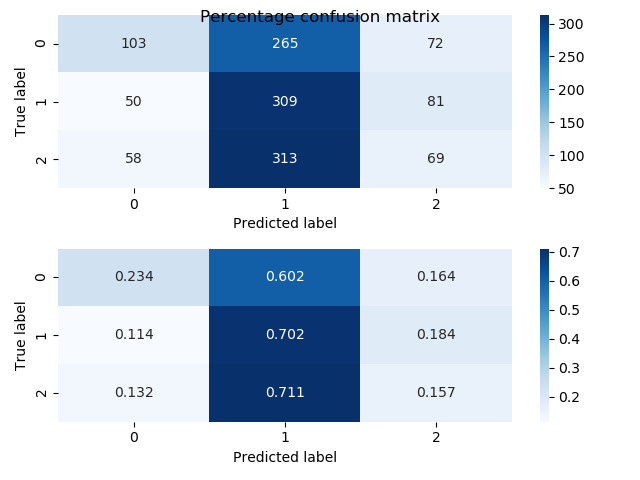 Percentage confusion matrix
0 103 265 72
1 50 309 81
2 58 313 69
0 1 2
Predicted label
True label
300
250
200
150
100
50
0 0.234 0.602 0.164
1 0.114 0.702 0.184
2 0.132 0.711 0.157
0 1 2
Predicted label
True label
0.7
0.6
0.5
0.4
0.3
0.2